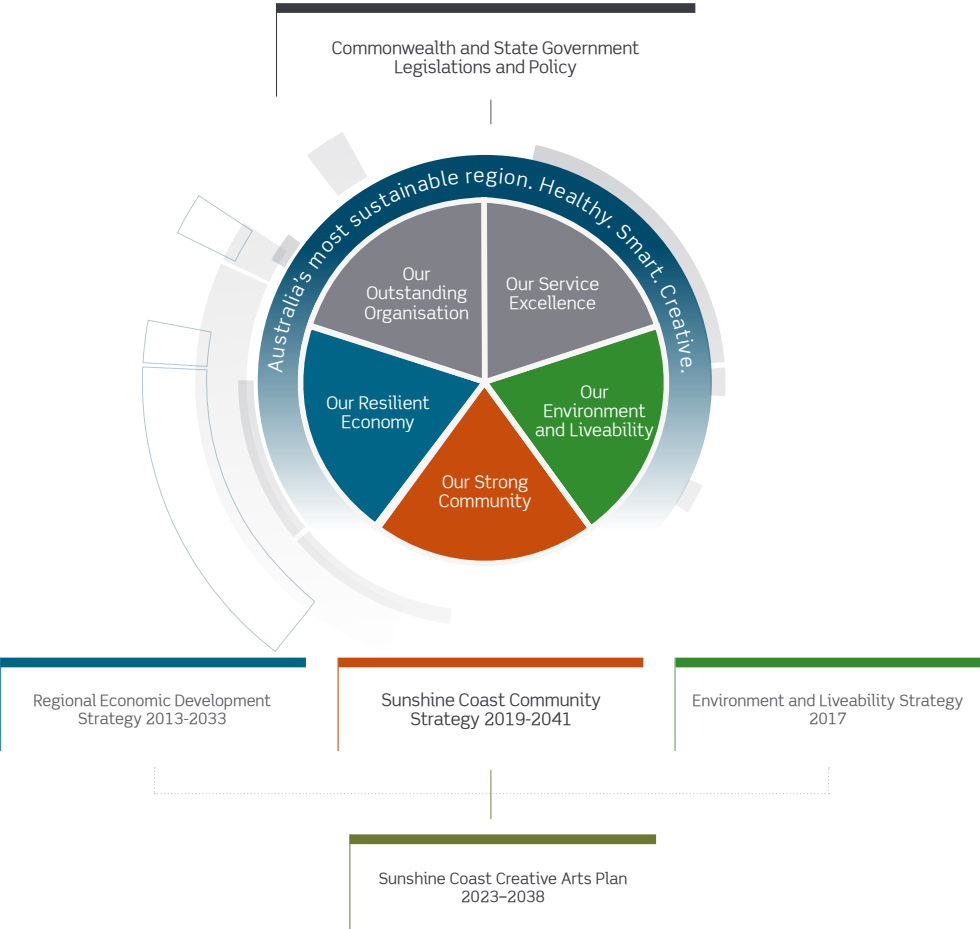 Commonwealth and State Government
Legislations and Policy
Australia's most sustainable region. Healthy. Smart. Creative.
Our
Outstanding
Organisation
Our Service
Excellence
Our Resilient
Economy
Our
Environment
and Liveability
Our Strong
Community
Regional Economic Development
Strategy 2013-2033
Sunshine Coast Community
Strategy 2019-2041
Environment and Liveability Strategy
2017
Sunshine Coast Creative Arts Plan
2023–2038